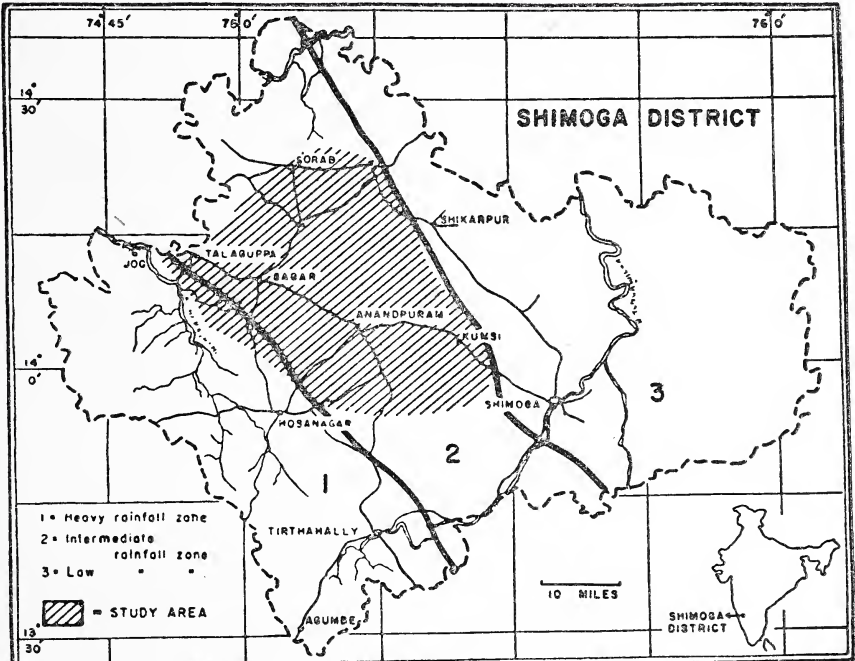 74°45' 75°0' 76°0'
14°
30'
SHIMOGA DISTRICT
SORAB
SHIKARPUR
TALAGUPPA
JOG
SAGAR
ANANDPURAM
KUMSI
14°
0'
SHIMOGA
3
HOSANAGAR
2
1
1 = Heavy rainfall zone
2 = Intermediate
rainfall zone
3 = Law " "
TIRTHAHALLY
10 MILES
= STUDY AREA
AGUMBE
SHIMOGA
DISTRICT
13°
30'